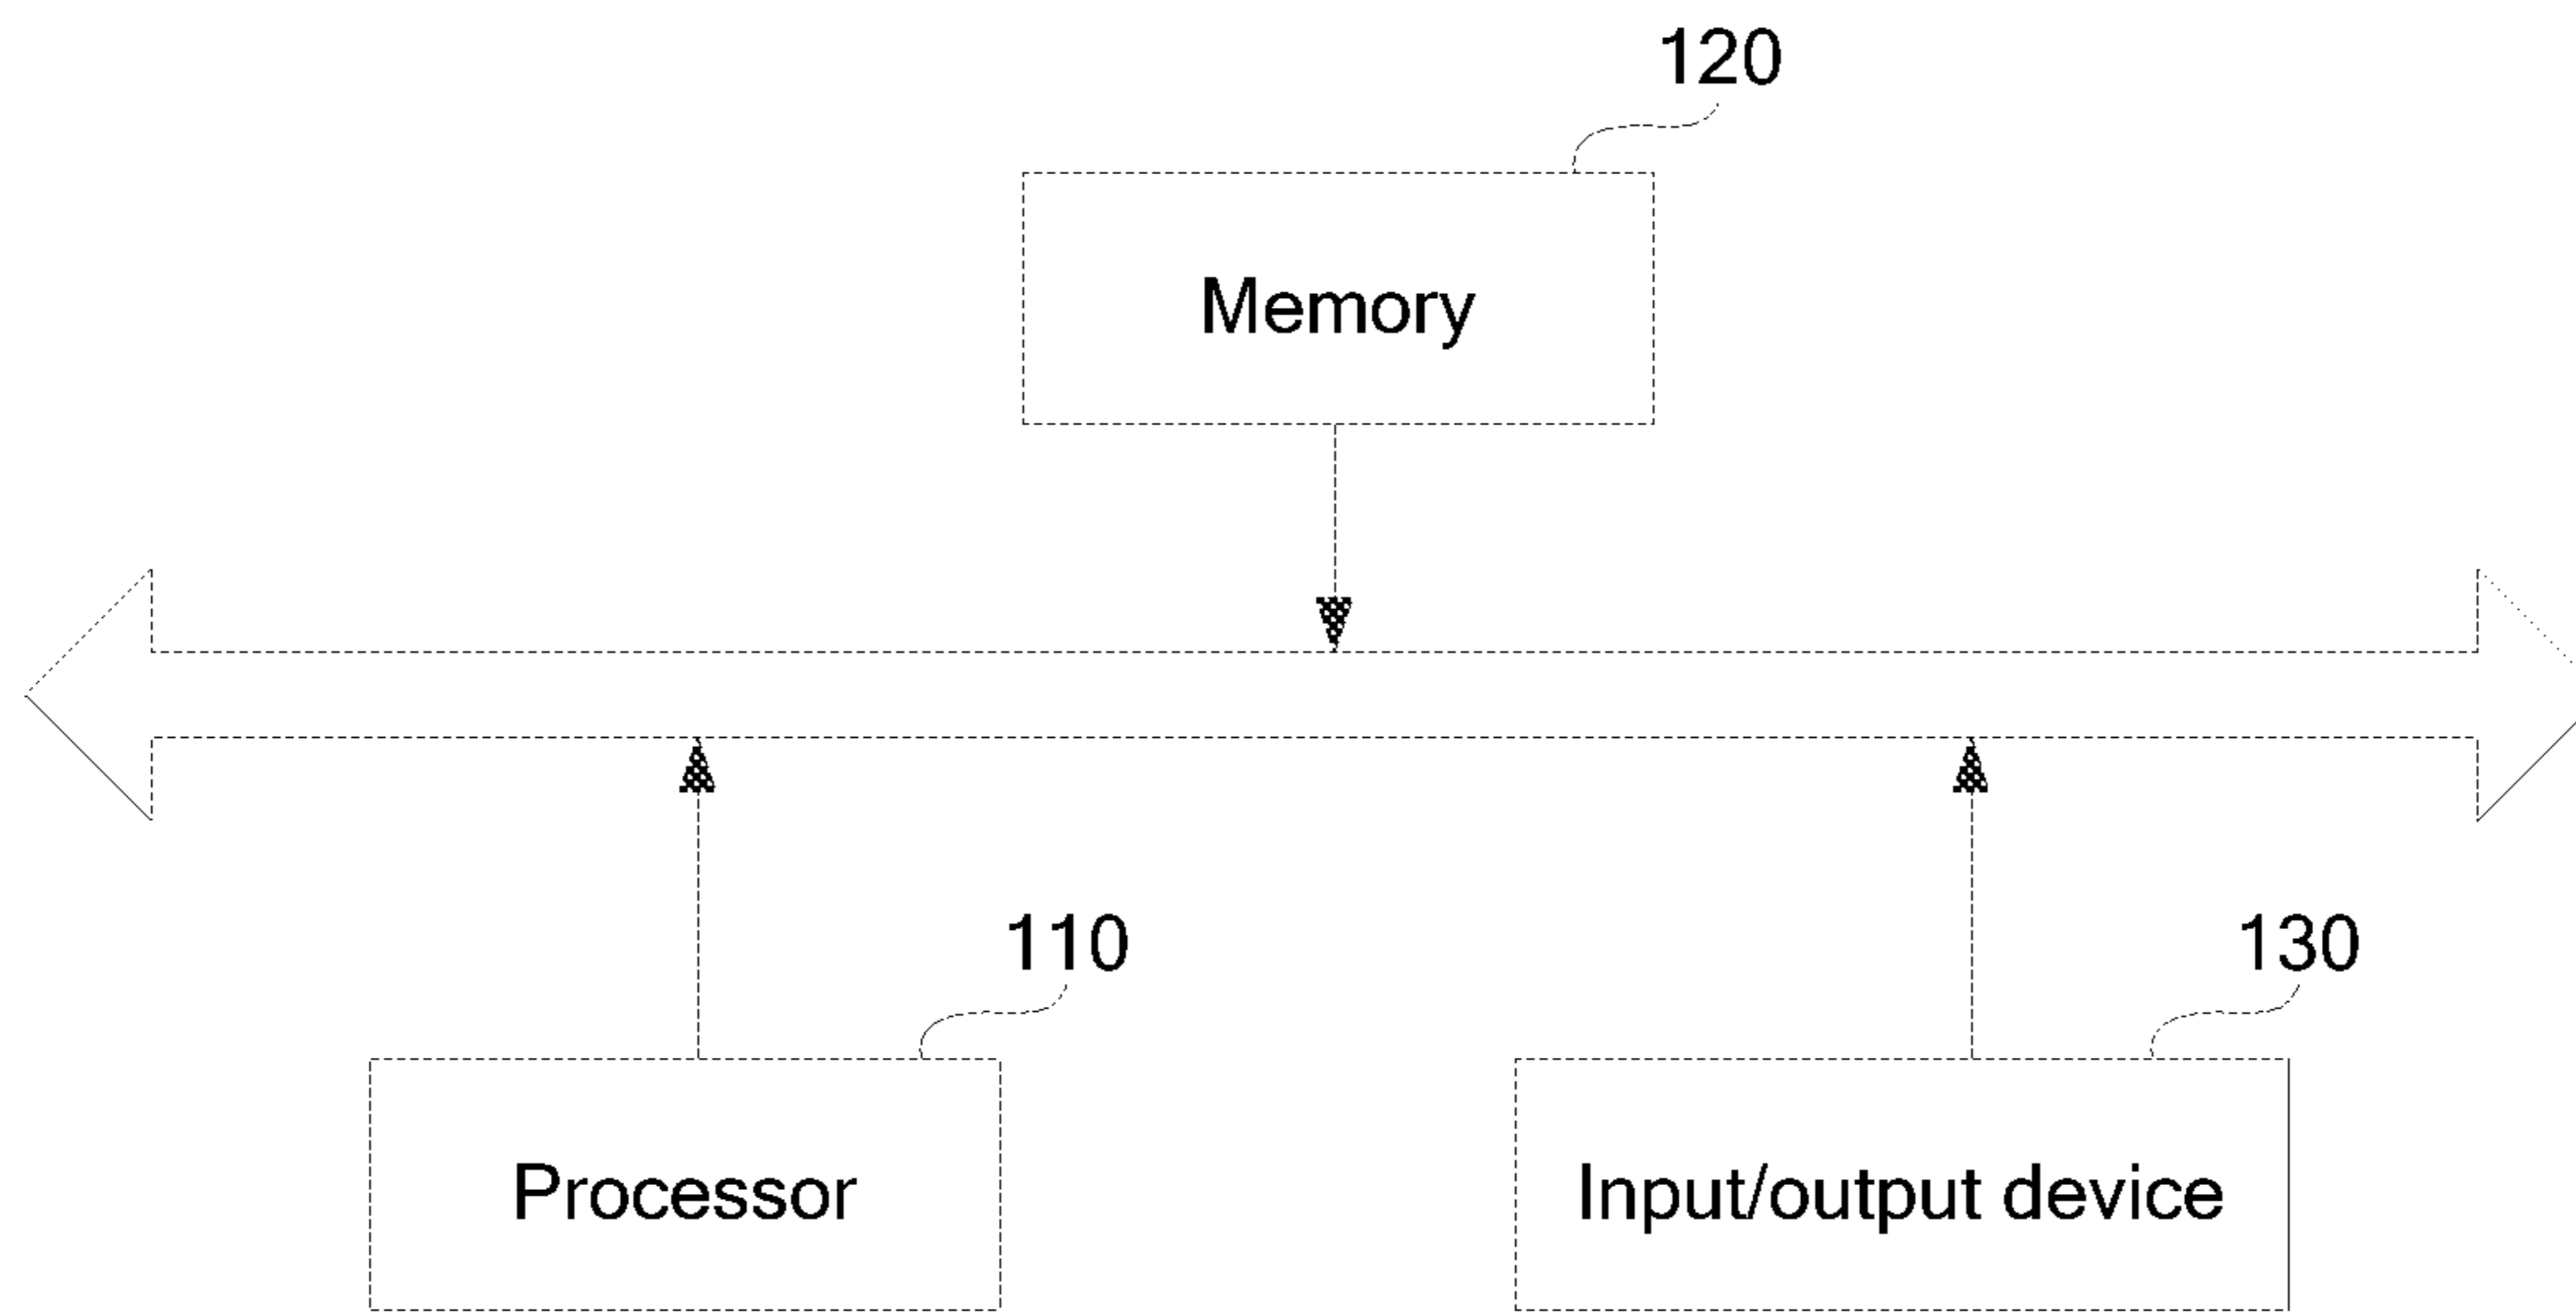 120
Memory
110
130
Processor
Input/output device